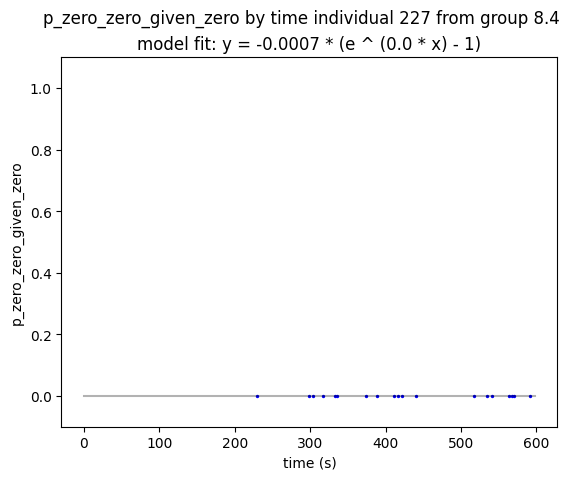 p_zero_zero_given_zero by time individual 227 from group 8.4
model fit: y = -0.0007 * (e ^ (0.0 * x) - 1)
1.0
0.8
0.6
0.4
0.2
0.0
p_zero_zero_given_zero
0 100 200 300 400 500 600
time (s)